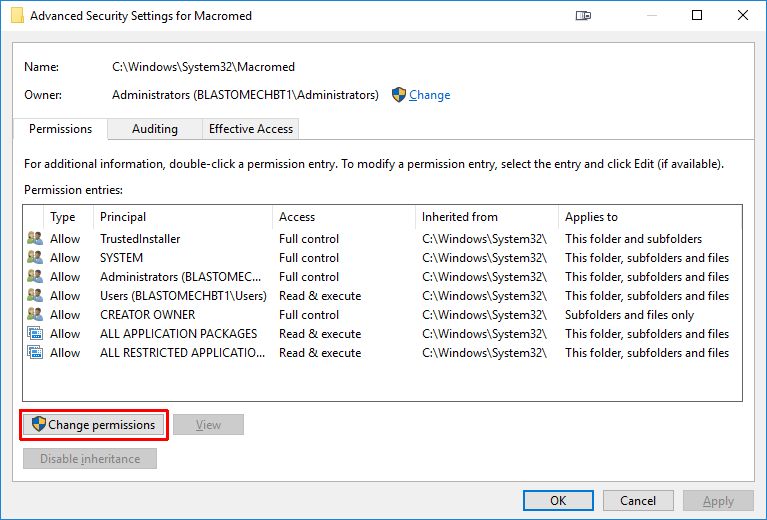 Advanced Security Settings for Macromed
Name: C:\Windows\System32\Macromed
Owner: Administrators (BLASTOMECHBT1\Administrators) Change
Permissions Auditing Effective Access
For additional information, double-click a permission entry. To modify a permission entry, select the entry and click Edit (if available).
Permission entries:
Type Principal Access Inherited from Applies to
Allow TrustedInstaller Full control C:\Windows\System32\ This folder and subfolders
Allow SYSTEM Full control C:\Windows\System32\ This folder, subfolders and files
Allow Administrators (BLASTOMEC... Full control C:\Windows\System32\ This folder, subfolders and files
Allow Users (BLASTOMECHBT1\Users) Read & execute C:\Windows\System32\ This folder, subfolders and files
Allow CREATOR OWNER Full control C:\Windows\System32\ Subfolders and files only
Allow ALL APPLICATION PACKAGES Read & execute C:\Windows\System32\ This folder, subfolders and files
Allow ALL RESTRICTED APPLICATIO... Read & execute C:\Windows\System32\ This folder, subfolders and files
Change permissions View
Disable inheritance
OK Cancel Apply